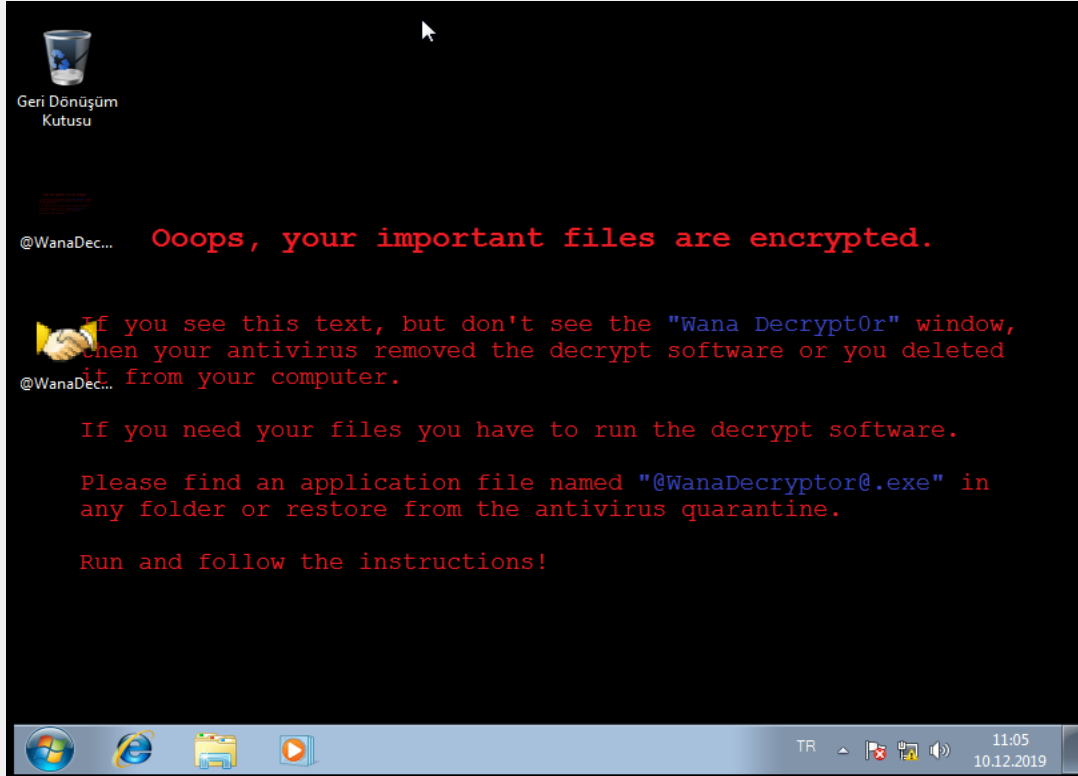 Geri Dönüşüm
Kutusu
@WanaDec...
Ooops, your important files are encrypted.
If you see this text, but don't see the "Wana Decrypt0r" window,
then your antivirus removed the decrypt software or you deleted
it from your computer.
@WanaDec...
If you need your files you have to run the decrypt software.
Please find an application file named "@WanaDecryptor@.exe" in
any folder or restore from the antivirus quarantine.
Run and follow the instructions!
TR
11:05
10.12.2019